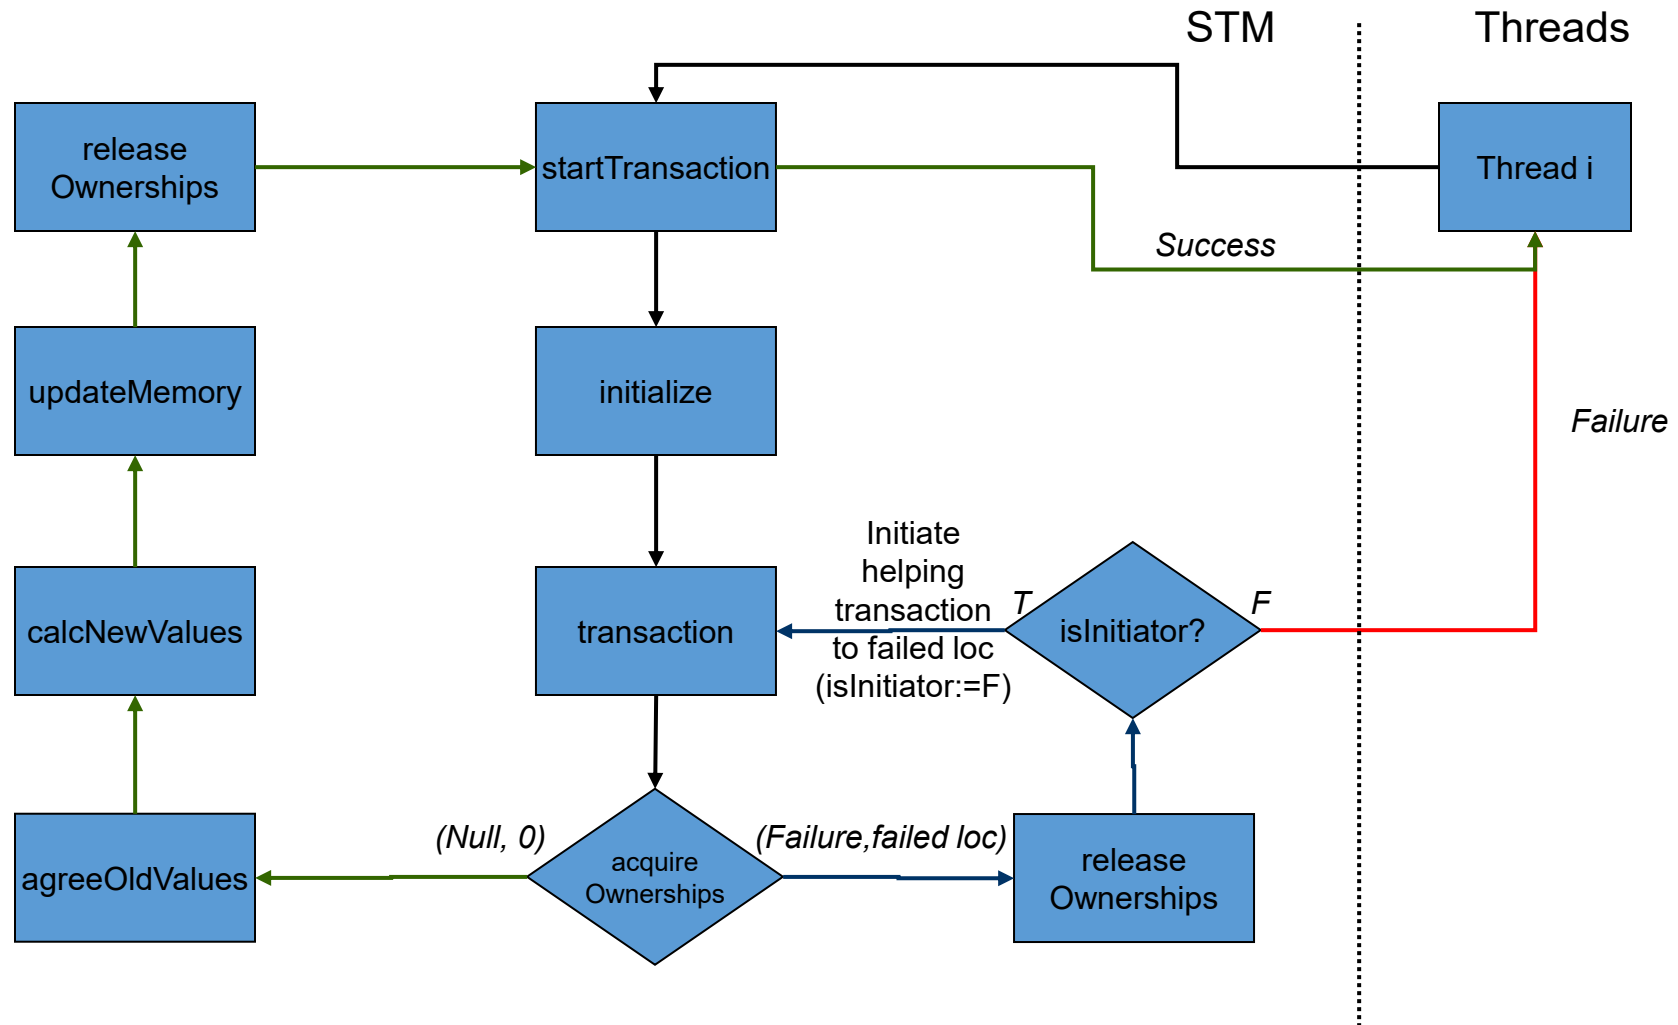 STM
Threads
release
Ownerships
startTransaction
Thread i
Success
updateMemory
initialize
Failure
Initiate
helping
transaction
to failed loc
(isInitiator:=F)
T
F
calcNewValues
transaction
isInitiator?
(Null, 0)
(Failure,failed loc)
agreeOldValues
acquire
Ownerships
release
Ownerships